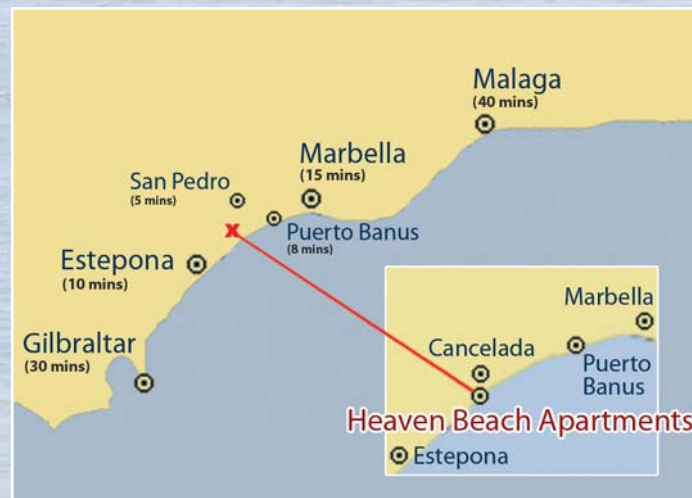 Malaga
(40 mins)
Marbella
(15 mins)
San Pedro
(5 mins)
Puerto Banus
(8 mins)
Estepona
(10 mins)
Gilbraltar
(30 mins)
Marbella
Cancelada
Puerto
Banus
Heaven Beach Apartments
Estepona